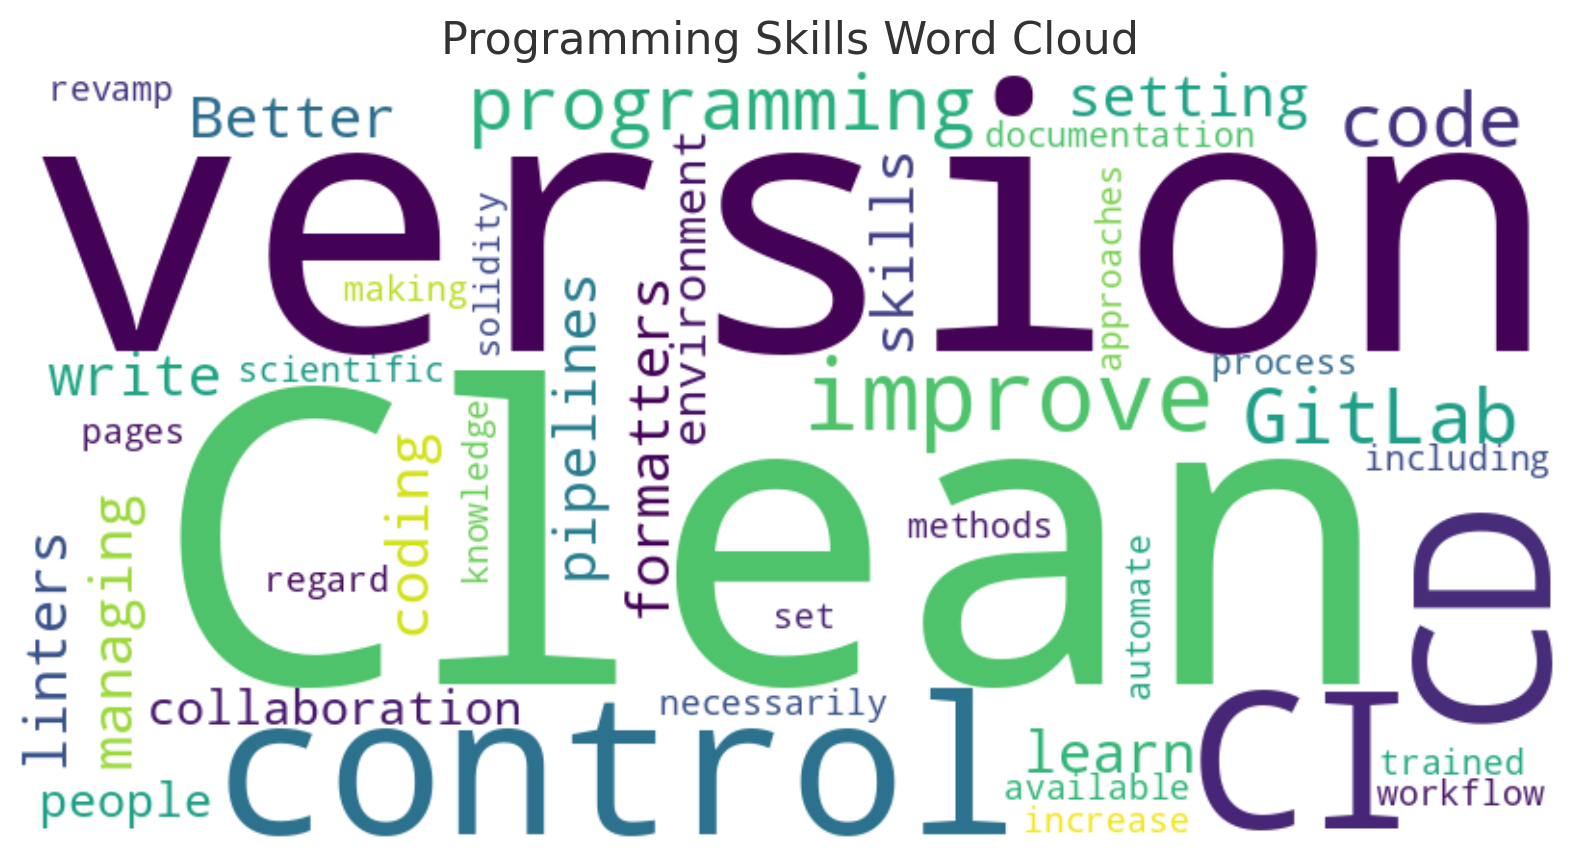 Programming Skills Word Cloud
revamp
Better
programming
setting
code
documentation
version
environment
skills
solidity
approaches
making
pipelines
formatters
write
scientific
improve
process
GitLab
pages
including
Clean
coding
knowledge
managing
linters
methods
CD
regard
set
automate
collaboration
necessarily
control
CI
learn
trained
people
available
workflow
increase